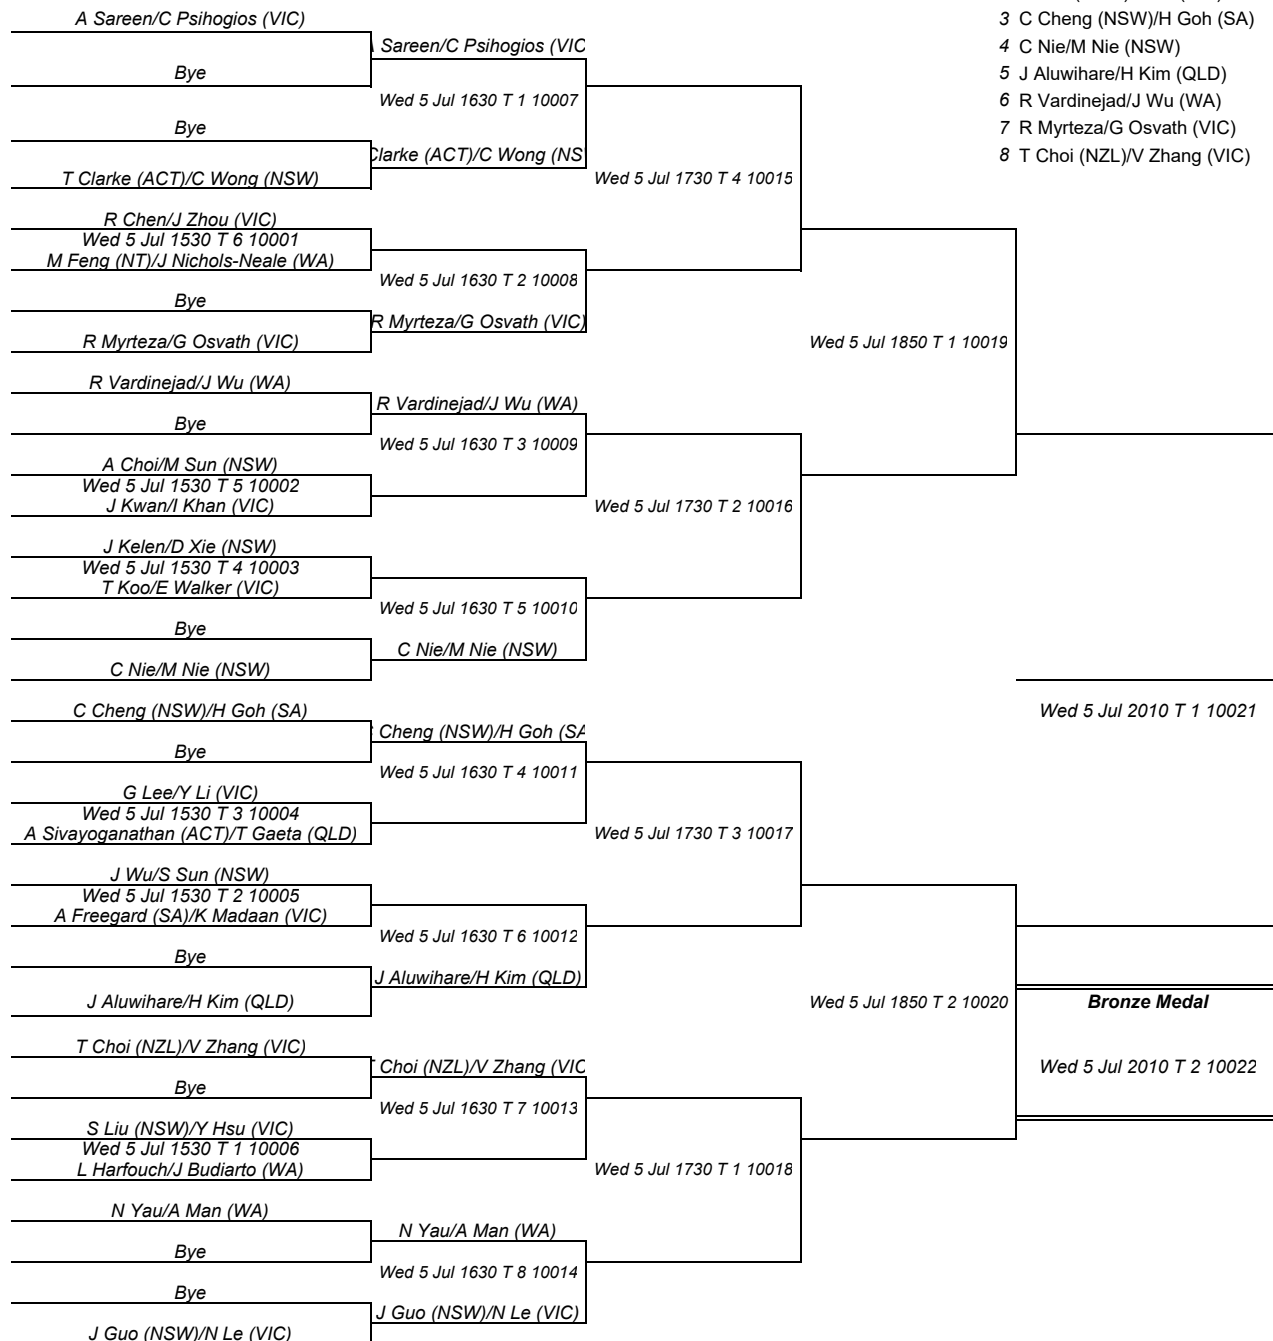 A Sareen/C Psihogios (VIC)
Bye
Bye
T Clarke (ACT)/C Wong (NSW)
R Chen/J Zhou (VIC)
Wed 5 Jul 1530 T 6 10001
M Feng (NT)/J Nichols-Neale (WA)
Bye
R Myrteza/G Osvath (VIC)
R Vardinejad/J Wu (WA)
Bye
A Choi/M Sun (NSW)
Wed 5 Jul 1530 T 5 10002
J Kwan/I Khan (VIC)
J Kelen/D Xie (NSW)
Wed 5 Jul 1530 T 4 10003
T Koo/E Walker (VIC)
Bye
C Nie/M Nie (NSW)
C Cheng (NSW)/H Goh (SA)
Bye
G Lee/Y Li (VIC)
Wed 5 Jul 1530 T 3 10004
A Sivayoganathan (ACT)/T Gaeta (QLD)
J Wu/S Sun (NSW)
Wed 5 Jul 1530 T 2 10005
A Freegard (SA)/K Madaan (VIC)
Bye
J Aluwihare/H Kim (QLD)
T Choi (NZL)/V Zhang (VIC)
Bye
S Liu (NSW)/Y Hsu (VIC)
Wed 5 Jul 1530 T 1 10006
L Harfouch/J Budiarto (WA)
N Yau/A Man (WA)
Bye
Bye
J Guo (NSW)/N Le (VIC)
Sareen/C Psihogios (VIC
Wed 5 Jul 1630 T 1 10007
Clarke (ACT)/C Wong (NS
Wed 5 Jul 1630 T 2 10008
R Myrteza/G Osvath (VIC)
R Vardinejad/J Wu (WA)
Wed 5 Jul 1630 T 3 10009
Wed 5 Jul 1630 T 5 10010
C Nie/M Nie (NSW)
Cheng (NSW)/H Goh (SA
Wed 5 Jul 1630 T 4 10011
Wed 5 Jul 1630 T 6 10012
J Aluwihare/H Kim (QLD)
Choi (NZL)/V Zhang (VIC
Wed 5 Jul 1630 T 7 10013
N Yau/A Man (WA)
Wed 5 Jul 1630 T 8 10014
J Guo (NSW)/N Le (VIC)
Wed 5 Jul 1730 T 4 10015
Wed 5 Jul 1730 T 2 10016
Wed 5 Jul 1730 T 3 10017
Wed 5 Jul 1730 T 1 10018
Wed 5 Jul 1850 T 1 10019
Wed 5 Jul 1850 T 2 10020
3 C Cheng (NSW)/H Goh (SA)
4 C Nie/M Nie (NSW)
5 J Aluwihare/H Kim (QLD)
6 R Vardinejad/J Wu (WA)
7 R Myrteza/G Osvath (VIC)
8 T Choi (NZL)/V Zhang (VIC)
Wed 5 Jul 2010 T 1 10021
Bronze Medal
Wed 5 Jul 2010 T 2 10022